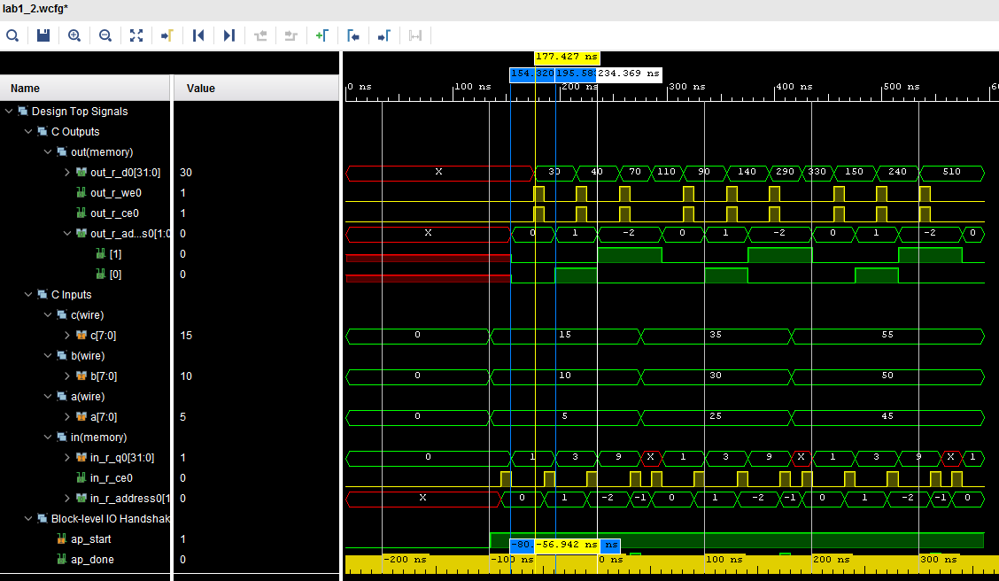 lab1_2.wcfg*
177.427 ns
154.320 195.58 234.369 ns
Name Value
0 ns 100 ns 200 ns 300 ns 400 ns 500 ns
Design Top Signals
C Outputs
out(memory)
out_r_d0[31:0] 30 X 30 40 70 110 90 140 290 330 150 240 510
out_r_we0 1
out_r_ce0 1
out_r_ad...s0[1:0 0 X 0 1 -2 0 1 -2 0 1 -2 0
[1] 0
[0] 0
C Inputs
c(wire)
c[7:0] 15 0 15 35 55
b(wire)
b[7:0] 10 0 10 30 50
a(wire)
a[7:0] 5 0 5 25 45
in(memory)
in_r_q0[31:0] 1 0 1 3 9 X 1 3 9 X 1 3 9 X 1
in_r_ce0 0
in_r_address0[1 0 X 0 1 -2 -1 0 1 -2 -1 0 1 -2 -1 0
Block-level IO Handshak
ap_start 1
-80. -56.942 ns ns
ap_done 0
-200 ns -100 ns 0 ns 100 ns 200 ns 300 ns